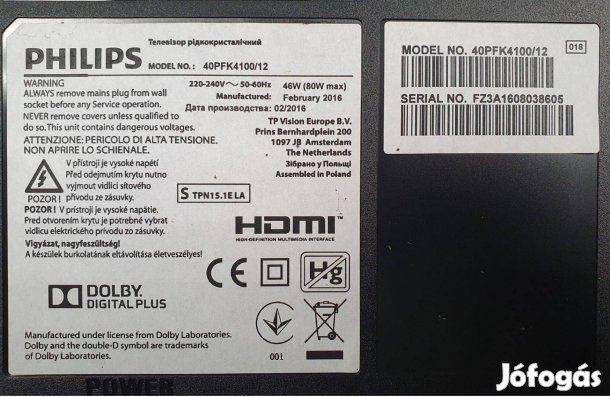 Телевізор рідкокристалічний
PHILIPS
MODEL NO.: 40PFK4100/12
WARNING
ALWAYS remove mains plug from wall
socket before any Service operation.
NEVER remove covers unless qualified to
do so.This unit contains dangerous voltages.
ATTENZIONE: PERICOLO DI ALTA TENSIONE.
NON APRIRE LO SCHIENALE.
V přístroji je vysoké napětí
Před odejmutím krytu nutno
vyjmout vidlici síťového
POZOR ! přívodu ze zásuvky.
POZOR ! V prístroji je vysoké napätie.
Pred otvorením krytu je potrebné vybrat
vidlicu elektrického prívodu zo zásuvky.
Vigyázat, nagyfeszültség!
A készülek burkolatának eltávolítása életveszélyes!
220-240V~ 50-60Hz 46W (80W max)
Manufactured: February 2016
Дата производства: 02/2016
TP Vision Europe B.V.
Prins Bernhardplein 200
1097 JB Amsterdam
The Netherlands
Зібрано у Польщі
Assembled in Poland
S TPN15.1E LA
HDMI™
HIGH-DEFINITION MULTIMEDIA INTERFACE
CE
Hg
DOLBY
DIGITAL PLUS
Manufactured under license from Dolby Laboratories.
Dolby and the double-D symbol are trademarks
of Dolby Laboratories.
001
MODEL NO. 40PFK4100/12
018
SERIAL NO. FZ3A1608038605
POWER
Jófogás